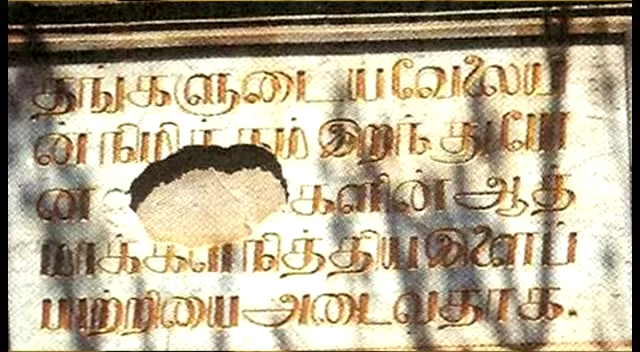 தங்களுடைய வேலையி
ன் நிமித்தம் இறந்துபோ
ன களின் ஆத்
மாக்கள் நித்திய இளைப்
பாற்றியை அடைவதாக.